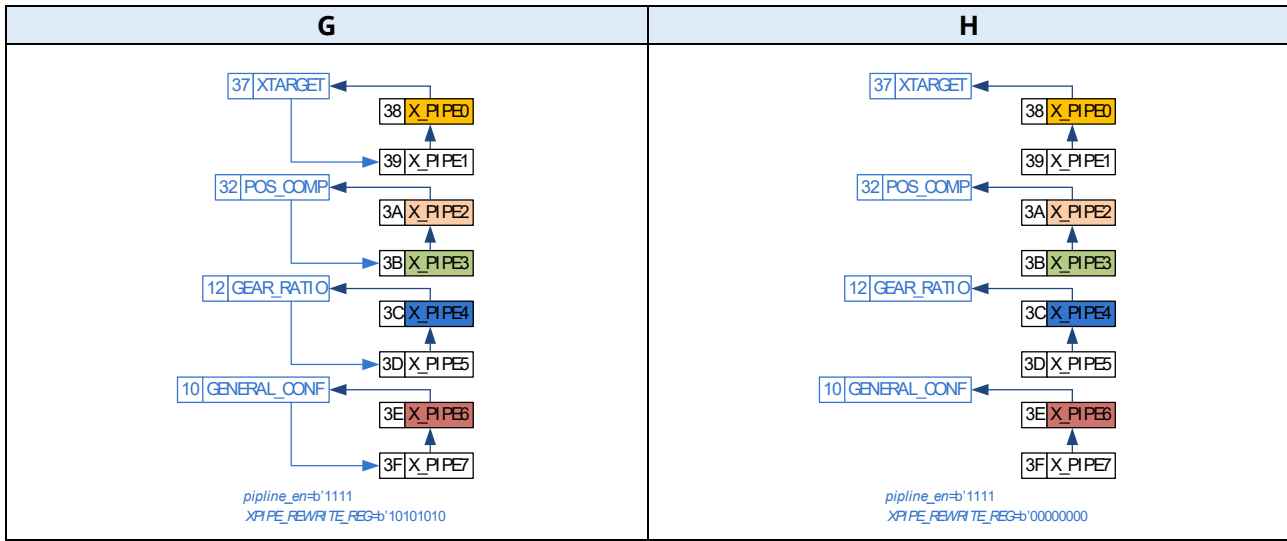 G
H
37 XTARGET
38 X_PIPE0
39 X_PIPE1
32 POS_COMP
3A X_PIPE2
3B X_PIPE3
12 GEAR_RATIO
3C X_PIPE4
3D X_PIPE5
10 GENERAL_CONF
3E X_PIPE6
3F X_PIPE7
pipline_en=b'1111
XPIPE_REWRITE_REG=b'10101010
37 XTARGET
38 X_PIPE0
39 X_PIPE1
32 POS_COMP
3A X_PIPE2
3B X_PIPE3
12 GEAR_RATIO
3C X_PIPE4
3D X_PIPE5
10 GENERAL_CONF
3E X_PIPE6
3F X_PIPE7
pipline_en=b'1111
XPIPE_REWRITE_REG=b'00000000